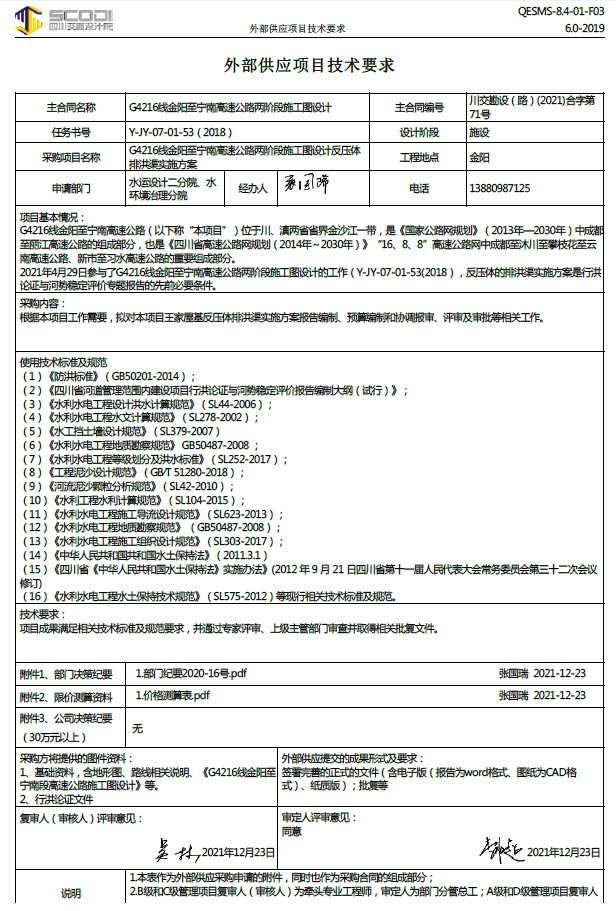 SCODI
四川交通设计院
QESMS-8.4-01-F03
外部供应项目技术要求
6.0-2019
外部供应项目技术要求
主合同名称 G4216线金阳至宁南高速公路两阶段施工图设计 主合同编号 川交勘设（路）(2021)合字第
71号
任务书号 Y-JY-07-01-53（2018） 设计阶段 施设
采购项目名称 G4216线金阳至宁南高速公路两阶段施工图设计反压体
排洪渠实施方案 工程地点 金阳
申请部门 水运设计二分院、水
环境治理分院 经办人 电话 13880987125
项目基本情况：
G4216线金阳至宁南高速公路（以下称“本项目”）位于川、滇两省省界金沙江一带，是《国家公路网规划》（2013年—2030年）中成都
至丽江高速公路的组成部分，也是《四川省高速公路网规划（2014年～2030年）》“16、8、8”高速公路网中成都至沐川至攀枝花至云
南高速公路、新市至习水高速公路的重要组成部分。
2021年4月29日参与了G4216线金阳至宁南高速公路两阶段施工图设计的工作（Y-JY-07-01-53(2018)，反压体的排洪渠实施方案是行洪
论证与河势稳定评价专题报告的先前必要条件。
采购内容：
根据本项目工作需要，拟对本项目王家屋基反压体排洪渠实施方案报告编制、预算编制和协调报审、评审及审批等相关工作。
使用技术标准及规范
（1）《防洪标准》（GB50201-2014）；
（2）《四川省河道管理范围内建设项目行洪论证与河势稳定评价报告编制大纲（试行）》；
（3）《水利水电工程设计洪水计算规范》（SL44-2006）；
（4）《水利水电工程水文计算规范》（SL278-2002）；
（5）《水工挡土墙设计规范》（SL379-2007）
（6）《水利水电工程地质勘察规范》 GB50487-2008 ；
（7）《水利水电工程等级划分及洪水标准》（SL252-2017）；
（8）《工程泥沙设计规范》（GB/T 51280-2018）；
（9）《河流泥沙颗粒分析规范》（SL42-2010）；
（10）《水利工程水利计算规范》（SL104-2015）；
（11）《水利水电工程施工导流设计规范》（SL623-2013）；
（12）《水利水电工程地质勘察规范》 （GB50487-2008）；
（13）《水利水电工程施工组织设计规范》（SL303-2017）；
（14）《中华人民共和国共和国水土保持法》（2011.3.1）
（15）《四川省《中华人民共和国水土保持法》实施办法》(2012 年 9 月 21 日四川省第十一届人民代表大会常务委员会第三十二次会议
修订)
（16）《水利水电工程水土保持技术规范》（SL575-2012）等现行相关技术标准及规范。
技术要求：
项目成果满足相关技术标准及规范要求，并通过专家评审、上级主管部门审查并取得相关批复文件。
附件1、部门决策纪要 1.部门纪要2020-16号.pdf 张国瑞 2021-12-23
附件2、限价测算资料 1.价格测算表.pdf 张国瑞 2021-12-23
附件3、公司决策纪要
（30万元以上） 无
采购方将提供的图件资料：
1、基础资料，含地形图、路线相关说明、《G4216线金阳至
宁南段高速公路施工图设计》等。
2、行洪论证文件
外部供应提交的成果形式及要求：
签署完善的正式的文件（含电子版（报告为word格式、图纸为CAD格
式）、纸质版）；批复等
复审人（审核人）评审意见：
2021年12月23日
审定人评审意见：
同意
2021年12月23日
说明
1.本表作为外部供应采购申请的附件，同时也作为采购合同的组成部分；
2.B级和C级管理项目复审人（审核人）为牵头专业工程师，审定人为部门分管总工；A级和D级管理项目复审人